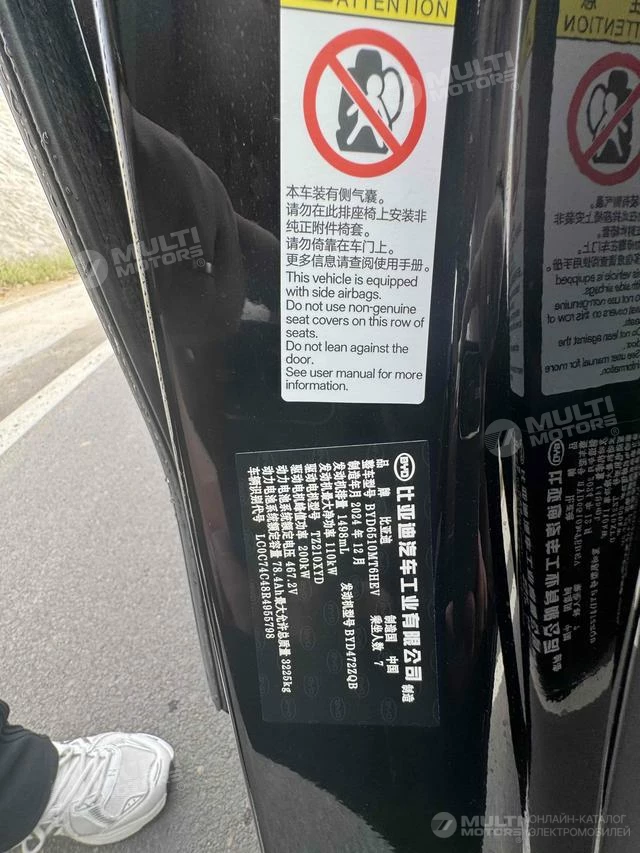 ATTENTION
本车装有侧气囊。
请勿在此排座椅上安装非
纯正附件椅套。
请勿倚靠在车门上。
更多信息请查阅使用手册。
This vehicle is equipped
with side airbags.
Do not use non-genuine
seat covers on this row of
seats.
Do not lean against the
door.
See user manual for more
information.
BYD 比亚迪汽车工业有限公司 制造
品牌 比亚迪 制造国 中国
整车型号 BYD6510MT6HEV 乘坐人数 7
制造年月 2024 年 12 月
发动机排量 1498mL 发动机型号 BYD472ZQB
发动机最大净功率 110kW
驱动电机型号 TZ210XYD
驱动电机峰值功率 200kW
动力电池系统额定电压 467.2V
动力电池系统额定容量 78.4Ah 最大允许总质量 3225kg
车辆识别代号 LC0C74C48R4955798
MULTI MOTORS
MULTI MOTORS
MULTI MOTORS
MULTI MOTORS ОНЛАЙН-КАТАЛОГ ЭЛЕКТРОМОБИЛЕЙ